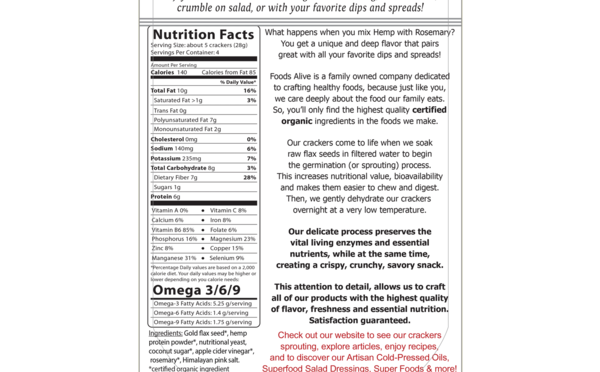 crumble on salad, or with your favorite dips and spreads!
Nutrition Facts
Serving Size: about 5 crackers (28g)
Servings Per Container: 4
Amount Per Serving
Calories 140 Calories from Fat 85
% Daily Value*
Total Fat 10g 16%
Saturated Fat >1g 3%
Trans Fat 0g
Polyunsaturated Fat 7g
Monounsaturated Fat 2g
Cholesterol 0mg 0%
Sodium 140mg 6%
Potassium 235mg 7%
Total Carbohydrate 8g 3%
Dietary Fiber 7g 28%
Sugars 1g
Protein 6g
Vitamin A 0% • Vitamin C 8%
Calcium 6% • Iron 8%
Vitamin B6 85% • Folate 6%
Phosphorus 16% • Magnesium 23%
Zinc 8% • Copper 15%
Manganese 31% • Selenium 9%
*Percentage Daily values are based on a 2,000
calorie diet. Your daily values may be higher or
lower depending on you calorie needs:
Omega 3/6/9
Omega-3 Fatty Acids: 5.25 g/serving
Omega-6 Fatty Acids: 1.4 g/serving
Omega-9 Fatty Acids: 1.75 g/serving
Ingredients: Gold flax seed*, hemp
protein powder*, nutritional yeast,
coconut sugar*, apple cider vinegar*,
rosemary*, Himalayan pink salt.
*certified organic ingredient
What happens when you mix Hemp with Rosemary?
You get a unique and deep flavor that pairs
great with all your favorite dips and spreads!
Foods Alive is a family owned company dedicated
to crafting healthy foods, because just like you,
we care deeply about the food our family eats.
So, you'll only find the highest quality certified
organic ingredients in the foods we make.
Our crackers come to life when we soak
raw flax seeds in filtered water to begin
the germination (or sprouting) process.
This increases nutritional value, bioavailability
and makes them easier to chew and digest.
Then, we gently dehydrate our crackers
overnight at a very low temperature.
Our delicate process preserves the
vital living enzymes and essential
nutrients, while at the same time,
creating a crispy, crunchy, savory snack.
This attention to detail, allows us to craft
all of our products with the highest quality
of flavor, freshness and essential nutrition.
Satisfaction guaranteed.
Check out our website to see our crackers
sprouting, explore articles, enjoy recipes,
and to discover our Artisan Cold-Pressed Oils,
Superfood Salad Dressings, Super Foods & more!